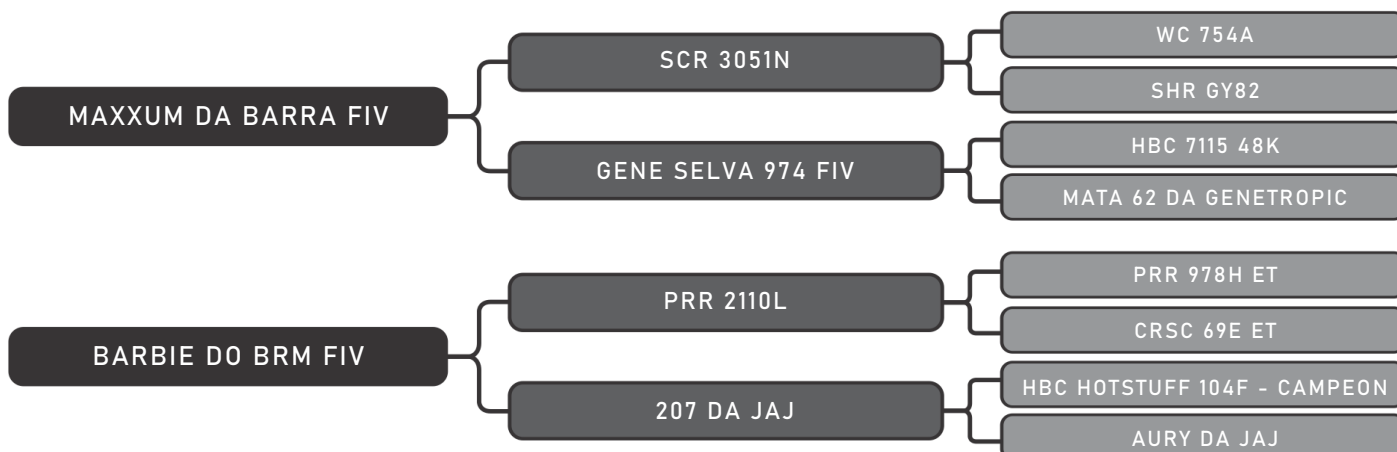 MAXXUM DA BARRA FIV
SCR 3051N
WC 754A
SHR GY82
GENE SELVA 974 FIV
HBC 7115 48K
MATA 62 DA GENETROPIC
BARBIE DO BRM FIV
PRR 2110L
PRR 978H ET
CRSC 69E ET
207 DA JAJ
HBC HOTSTUFF 104F - CAMPEON
AURY DA JAJ